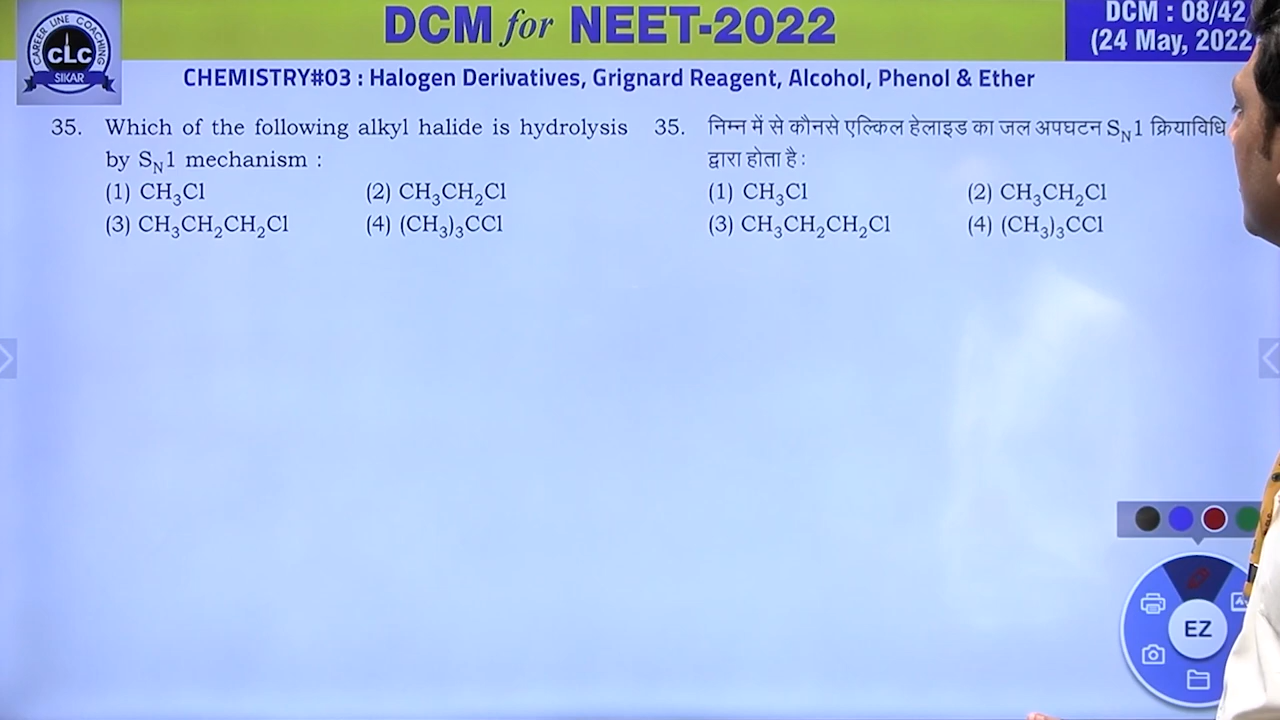 DCM for NEET-2022
DCM : 08/42
(24 May, 2022
CAREER LINE COACHING
CLC
SIKAR
CHEMISTRY#03 : Halogen Derivatives, Grignard Reagent, Alcohol, Phenol & Ether
35. Which of the following alkyl halide is hydrolysis
by S_N1 mechanism :
(1) CH₃Cl (2) CH₃CH₂Cl
(3) CH₃CH₂CH₂Cl (4) (CH₃)₃CCl
35. निम्न में से कौनसे एल्किल हेलाइड का जल अपघटन S_N1 क्रियाविधि
द्वारा होता है :
(1) CH₃Cl (2) CH₃CH₂Cl
(3) CH₃CH₂CH₂Cl (4) (CH₃)₃CCl
EZ